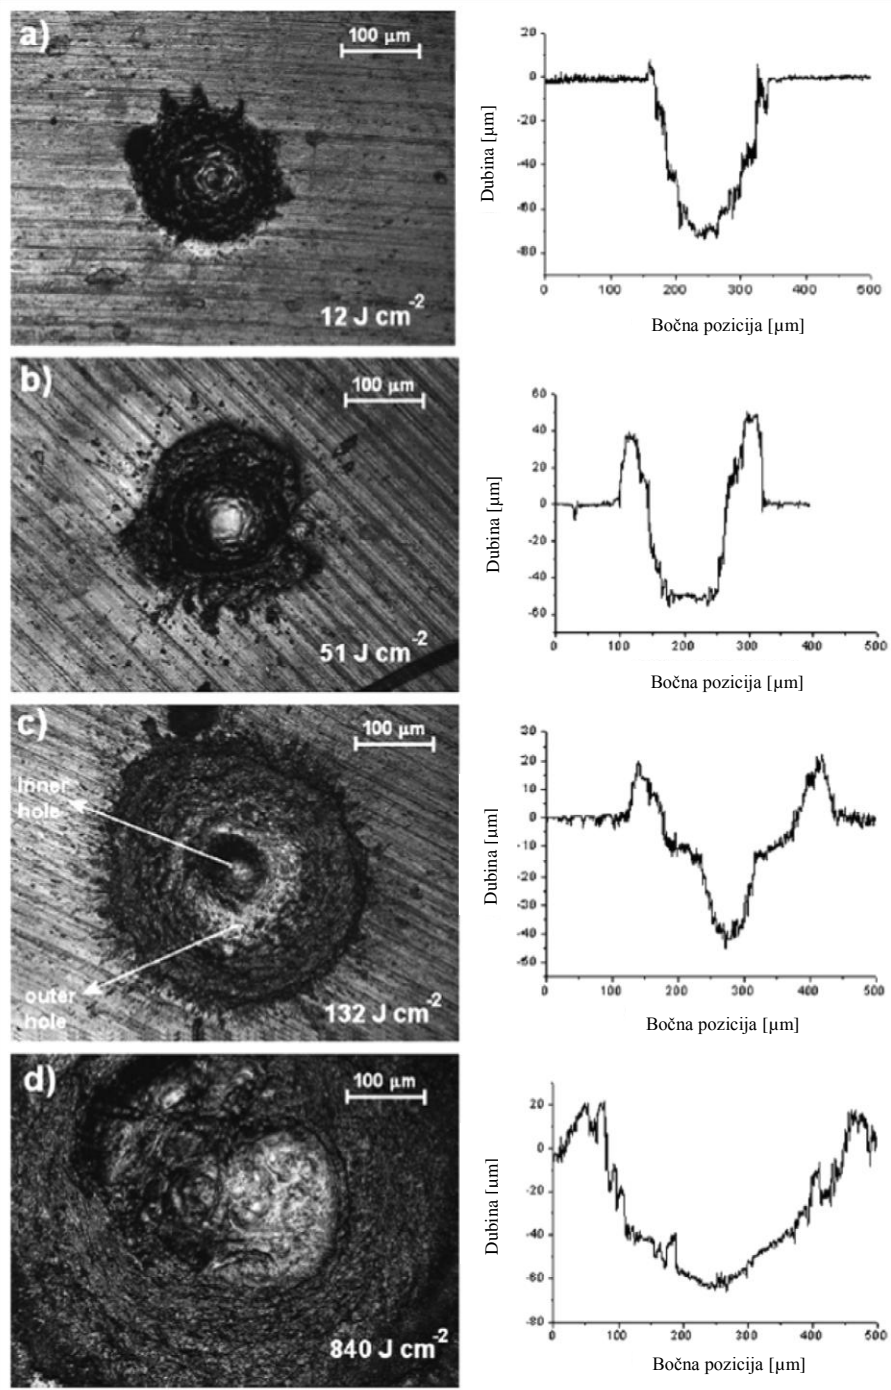 a)
100 µm
12 J cm-2
Dubina [µm]
20
0
-20
-40
-60
-80
0 100 200 300 400 500
Bočna pozicija [µm]
b)
100 µm
51 J cm-2
Dubina [µm]
60
40
20
0
-20
-40
-60
0 100 200 300 400 500
Bočna pozicija [µm]
c)
100 µm
inner
hole
outer
hole
132 J cm-2
Dubina [µm]
30
20
10
0
-10
-20
-30
-40
-50
0 100 200 300 400 500
Bočna pozicija [µm]
d)
100 µm
840 J cm-2
Dubina [µm]
20
0
-20
-40
-60
-80
0 100 200 300 400 500
Bočna pozicija [µm]